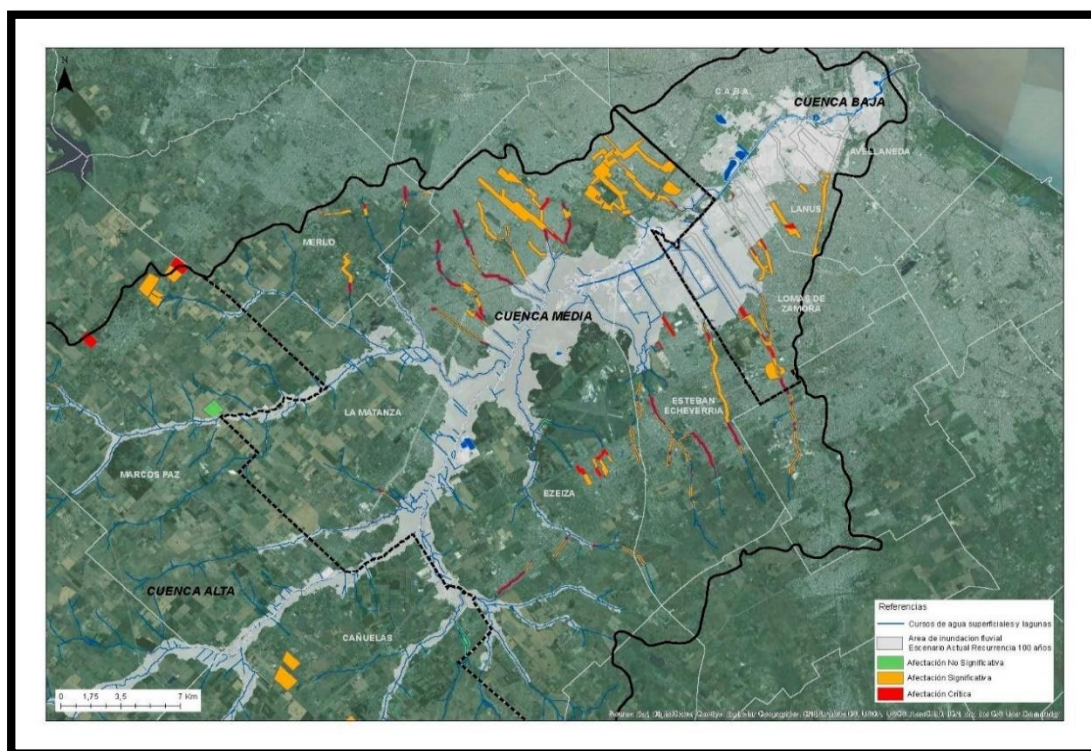 N
C.A.B.A.
CUENCA BAJA
AVELLANEDA
LANUS
MERLO
LOMAS DE
ZAMORA
CUENCA MEDIA
LA MATANZA
ESTEBAN
ECHEVERRIA
MARCOS PAZ
EZEIZA
CUENCA ALTA
CAÑUELAS
Referencias
Cursos de agua superficiales y lagunas
Area de inundacion fluvial
Escenario Actual Recurrencia 100 años
Afectación No Significativa
Afectación Significativa
Afectación Crítica
0 1,75 3,5 7 Km